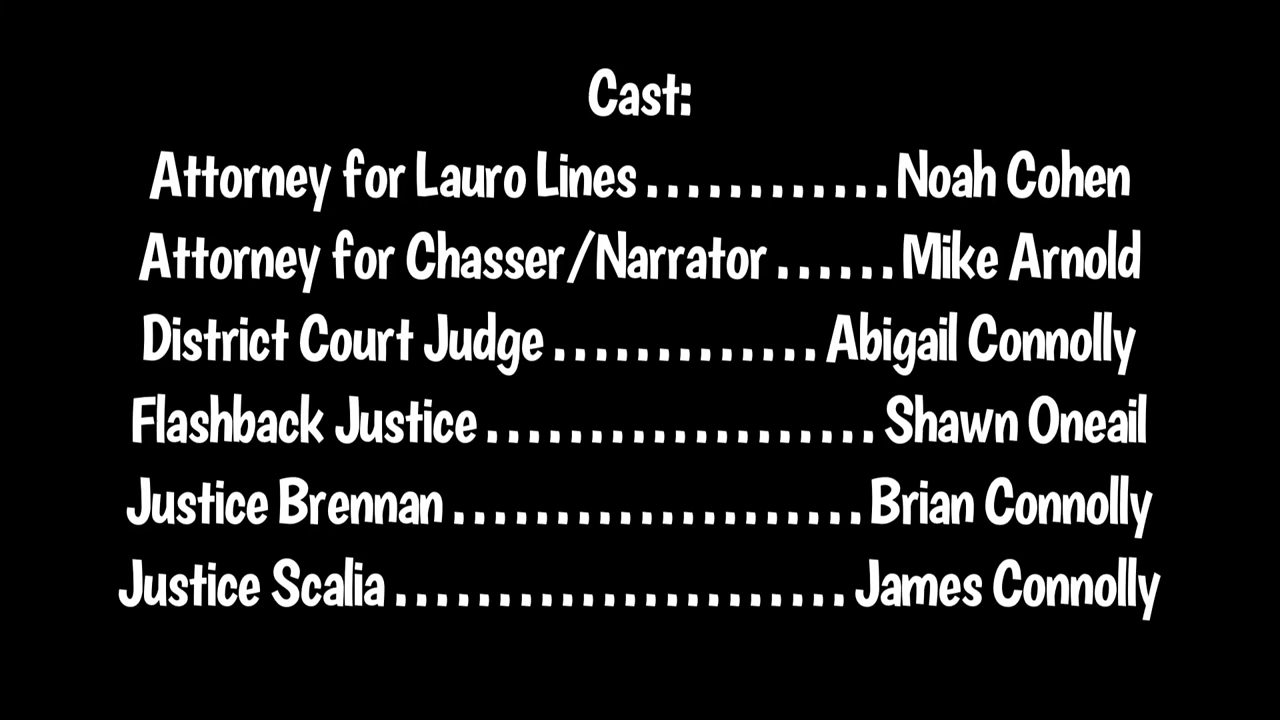 Cast:
Attorney for Lauro Lines . . . . . . . . . . . . Noah Cohen
Attorney for Chasser/Narrator . . . . . . Mike Arnold
District Court Judge . . . . . . . . . . . . . Abigail Connolly
Flashback Justice . . . . . . . . . . . . . . . . . . . Shawn Oneail
Justice Brennan . . . . . . . . . . . . . . . . . . . . Brian Connolly
Justice Scalia . . . . . . . . . . . . . . . . . . . . . . James Connolly